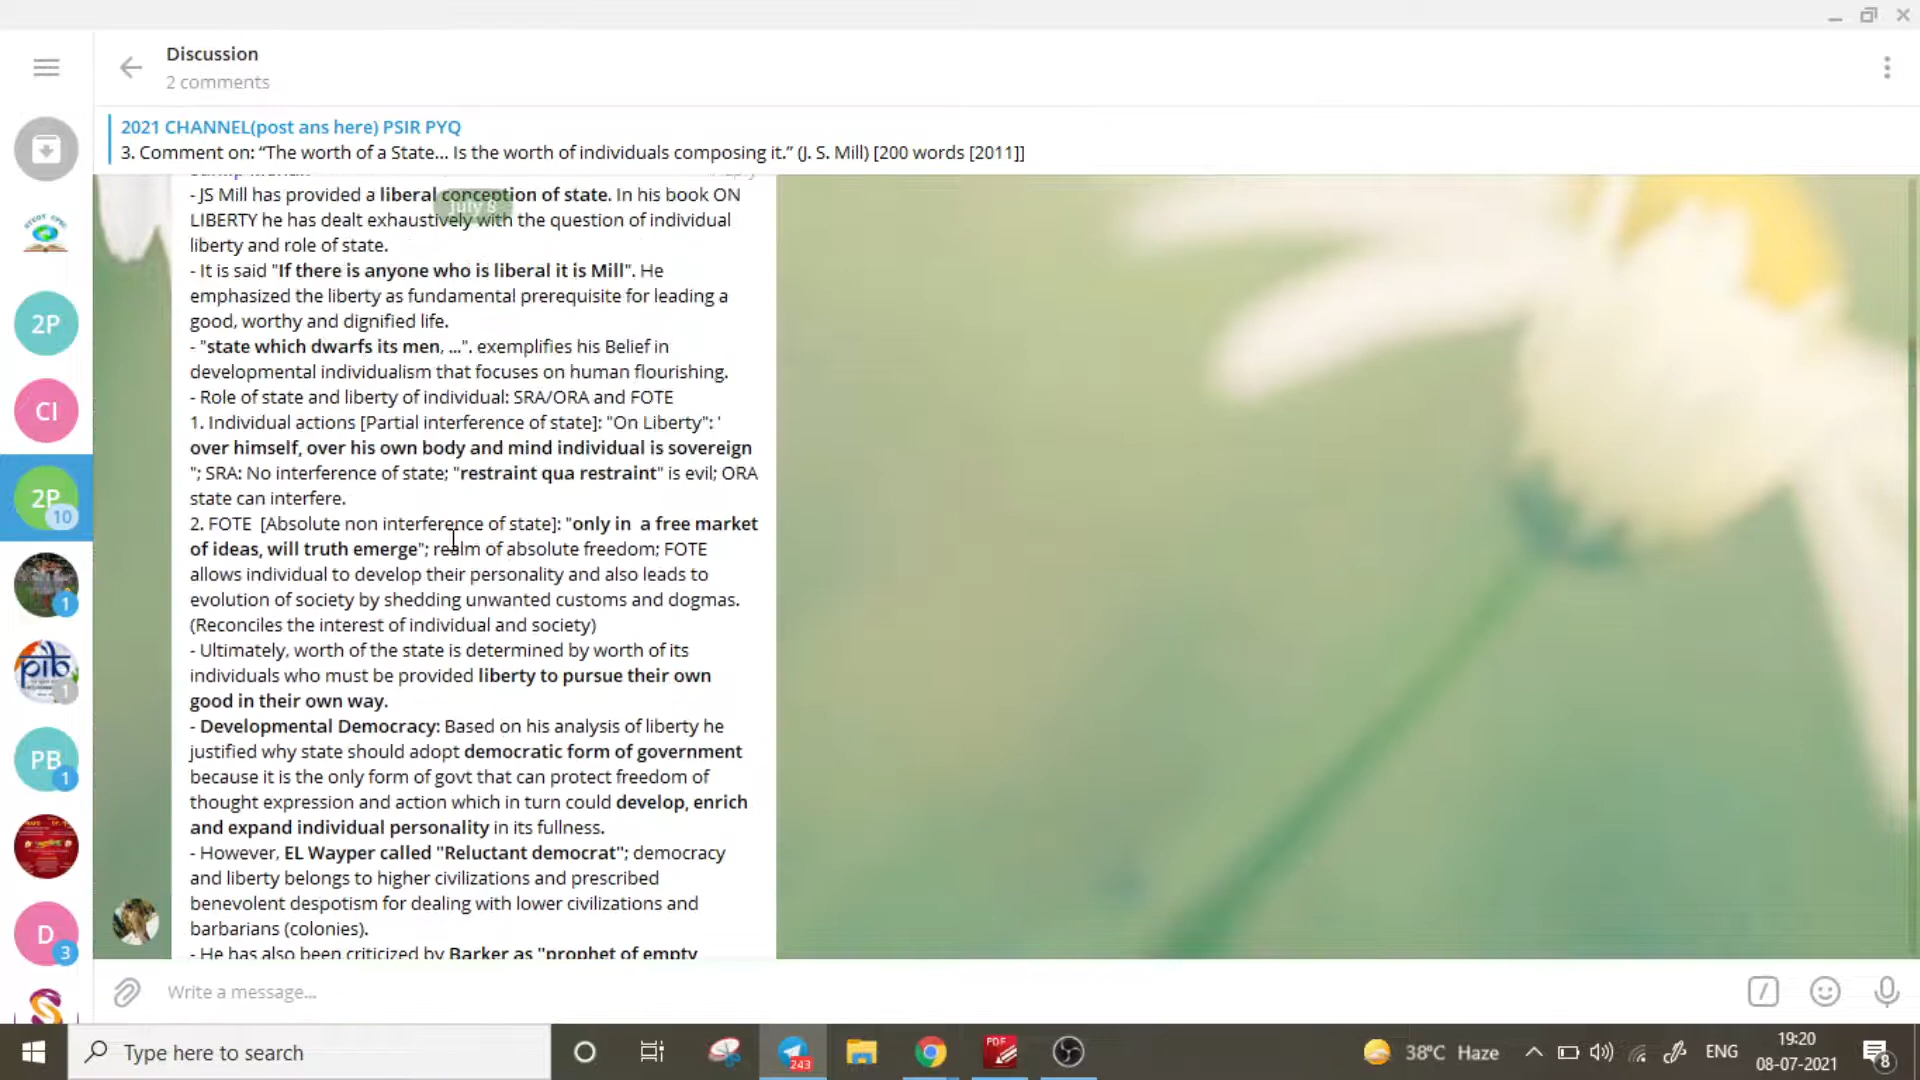 Discussion
2 comments
2021 CHANNEL(post ans here) PSIR PYQ
3. Comment on: “The worth of a State... Is the worth of individuals composing it.” (J. S. Mill) [200 words [2011]]
July 8
- JS Mill has provided a liberal conception of state. In his book ON
LIBERTY he has dealt exhaustively with the question of individual
liberty and role of state.
- It is said "If there is anyone who is liberal it is Mill". He
emphasized the liberty as fundamental prerequisite for leading a
good, worthy and dignified life.
- "state which dwarfs its men, ...". exemplifies his Belief in
developmental individualism that focuses on human flourishing.
- Role of state and liberty of individual: SRA/ORA and FOTE
1. Individual actions [Partial interference of state]: "On Liberty": '
over himself, over his own body and mind individual is sovereign
"; SRA: No interference of state; "restraint qua restraint" is evil; ORA
state can interfere.
2. FOTE [Absolute non interference of state]: "only in a free market
of ideas, will truth emerge"; realm of absolute freedom; FOTE
allows individual to develop their personality and also leads to
evolution of society by shedding unwanted customs and dogmas.
(Reconciles the interest of individual and society)
- Ultimately, worth of the state is determined by worth of its
individuals who must be provided liberty to pursue their own
good in their own way.
- Developmental Democracy: Based on his analysis of liberty he
justified why state should adopt democratic form of government
because it is the only form of govt that can protect freedom of
thought expression and action which in turn could develop, enrich
and expand individual personality in its fullness.
- However, EL Wayper called "Reluctant democrat"; democracy
and liberty belongs to higher civilizations and prescribed
benevolent despotism for dealing with lower civilizations and
barbarians (colonies).
- He has also been criticized by Barker as "prophet of empty
2P
CI
2P
10
1
pib
1
PB
1
D
3
S
Write a message...
Type here to search
243
PDF
38°C Haze
ENG
19:20
08-07-2021
8